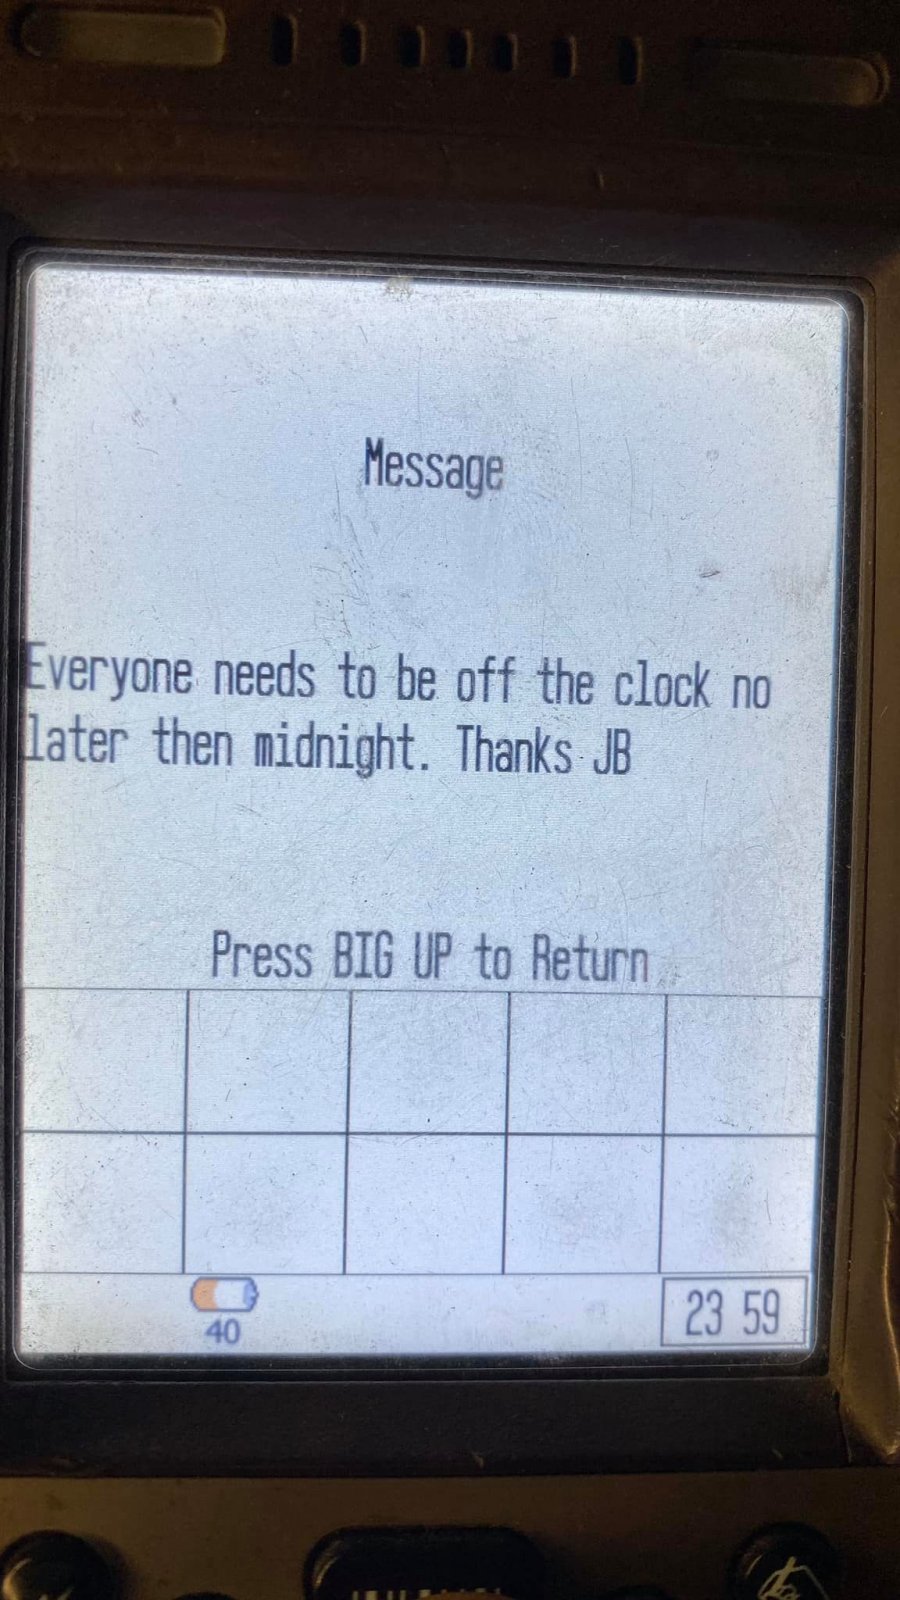 Message
Everyone needs to be off the clock no
later then midnight. Thanks JB
Press BIG UP to Return
40
23 59